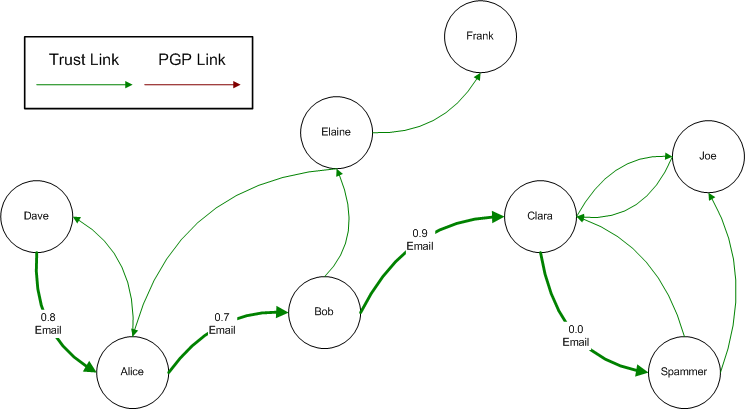 Trust Link PGP Link
Frank
Elaine
Joe
Dave
Clara
0.9
Email
Bob
0.8
Email
0.7
Email
0.0
Email
Alice
Spammer